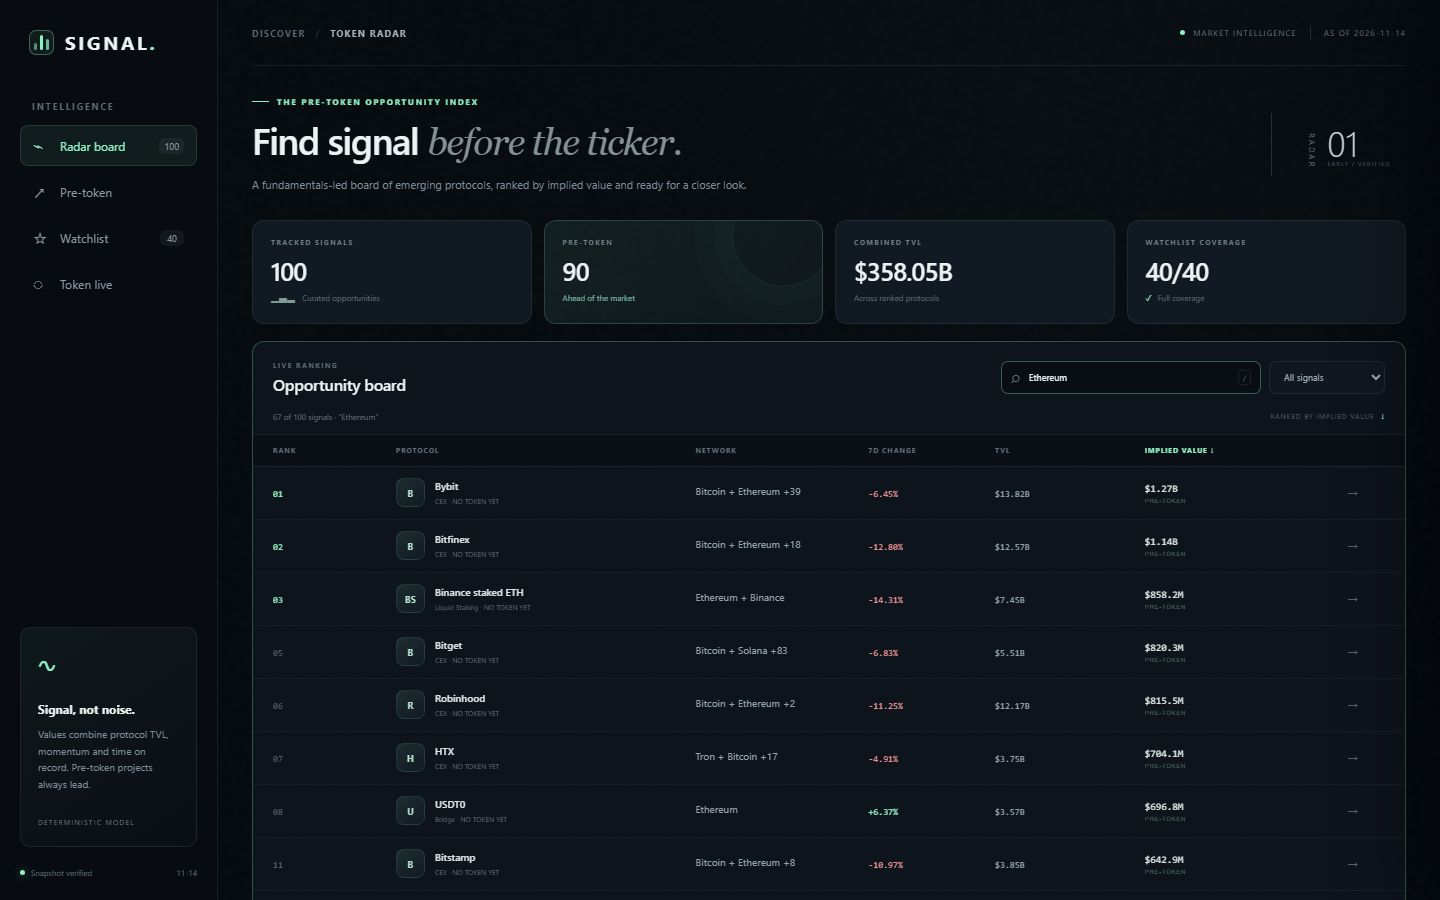 SIGNAL.
INTELLIGENCE
Radar board 100
Pre-token
Watchlist 40
Token live
Signal, not noise.
Values combine protocol TVL,
momentum and time on
record. Pre-token projects
always lead.
DETERMINISTIC MODEL
Snapshot verified 11-14
DISCOVER / TOKEN RADAR
MARKET INTELLIGENCE AS OF 2026-11-14
THE PRE-TOKEN OPPORTUNITY INDEX
Find signal before the ticker.
A fundamentals-led board of emerging protocols, ranked by implied value and ready for a closer look.
RADAR
01
EARLY / VERIFIED
TRACKED SIGNALS
100
Curated opportunities
PRE-TOKEN
90
Ahead of the market
COMBINED TVL
$358.05B
Across ranked protocols
WATCHLIST COVERAGE
40/40
✓ Full coverage
LIVE RANKING
Opportunity board
Ethereum /
All signals
67 of 100 signals · "Ethereum"
RANKED BY IMPLIED VALUE ↓
RANK PROTOCOL NETWORK 7D CHANGE TVL IMPLIED VALUE ↓
01 B Bybit CEX · NO TOKEN YET Bitcoin + Ethereum +39 -6.45% $13.82B $1.27B PRE-TOKEN →
02 B Bitfinex CEX · NO TOKEN YET Bitcoin + Ethereum +18 -12.80% $12.57B $1.14B PRE-TOKEN →
03 BS Binance staked ETH Liquid Staking · NO TOKEN YET Ethereum + Binance -14.31% $7.45B $858.2M PRE-TOKEN →
05 B Bitget CEX · NO TOKEN YET Bitcoin + Solana +83 -6.83% $5.51B $820.3M PRE-TOKEN →
06 R Robinhood CEX · NO TOKEN YET Bitcoin + Ethereum +2 -11.25% $12.17B $815.5M PRE-TOKEN →
07 H HTX CEX · NO TOKEN YET Tron + Bitcoin +17 -4.91% $3.75B $704.1M PRE-TOKEN →
08 U USDT0 Bridge · NO TOKEN YET Ethereum +6.37% $3.57B $696.8M PRE-TOKEN →
11 B Bitstamp CEX · NO TOKEN YET Bitcoin + Ethereum +8 -10.97% $3.85B $642.9M PRE-TOKEN →